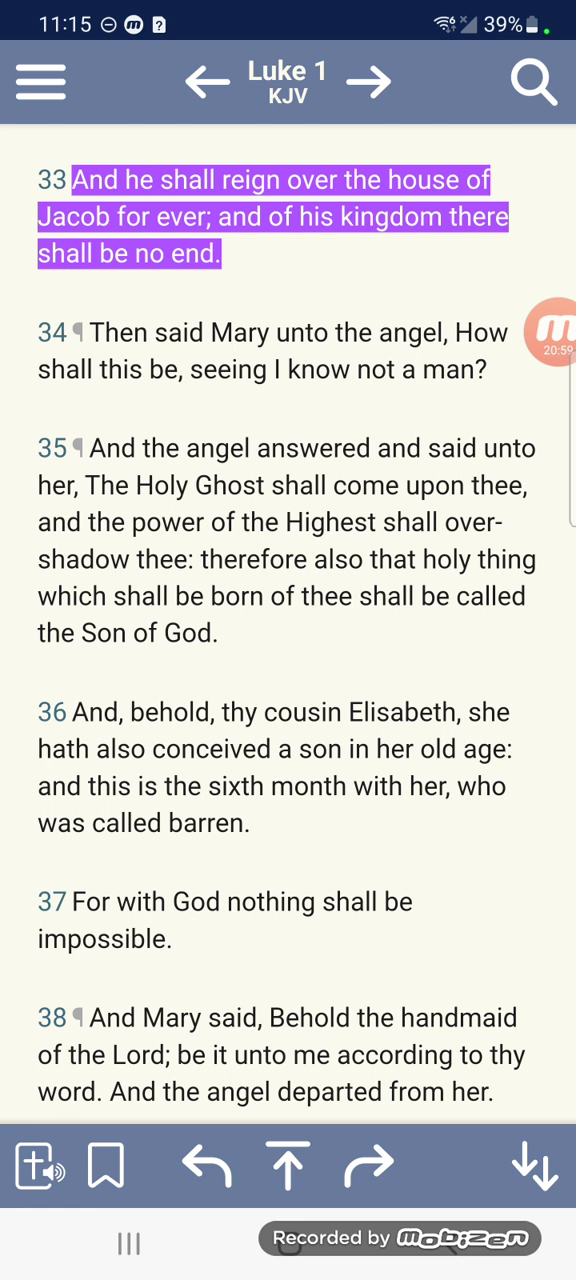 11:15 39%
Luke 1
KJV
33 And he shall reign over the house of
Jacob for ever; and of his kingdom there
shall be no end.
34 ¶ Then said Mary unto the angel, How
shall this be, seeing I know not a man?
20:59
35 ¶ And the angel answered and said unto
her, The Holy Ghost shall come upon thee,
and the power of the Highest shall over-
shadow thee: therefore also that holy thing
which shall be born of thee shall be called
the Son of God.
36 And, behold, thy cousin Elisabeth, she
hath also conceived a son in her old age:
and this is the sixth month with her, who
was called barren.
37 For with God nothing shall be
impossible.
38 ¶ And Mary said, Behold the handmaid
of the Lord; be it unto me according to thy
word. And the angel departed from her.
Recorded by mobizen